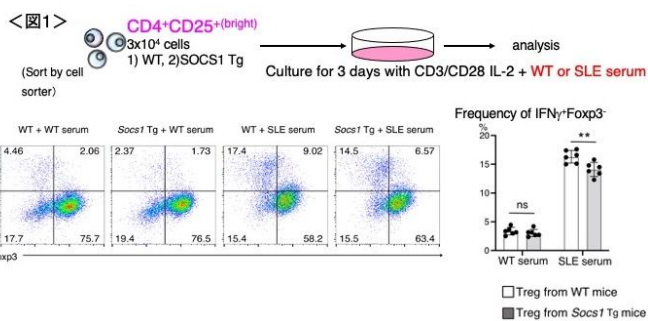 ＜図1＞
CD4⁺CD25⁺(bright)
3x10⁴ cells
1) WT, 2)SOCS1 Tg
(Sort by cell
sorter）
analysis
Culture for 3 days with CD3/CD28 IL-2 + WT or SLE serum
WT + WT serum
Socs1 Tg + WT serum
WT + SLE serum
Socs1 Tg + SLE serum
4.46 2.06
17.7 75.7
2.37 1.73
19.4 76.5
17.4 9.02
15.4 58.2
14.5 6.57
15.5 63.4
oxp3
Frequency of IFNγ⁺Foxp3⁻
%
20
15
10
5
0
ns
**
WT serum SLE serum
Treg from WT mice
Treg from Socs1 Tg mice